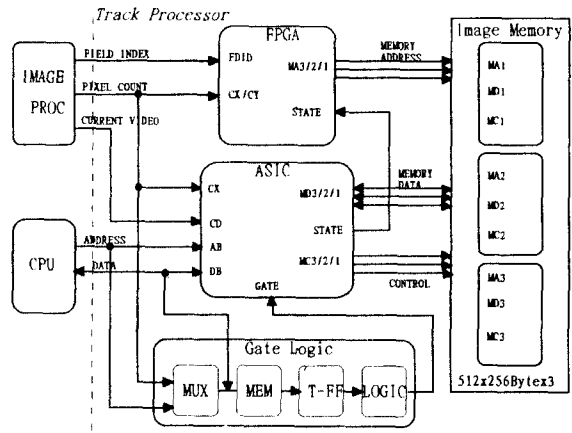 Track Processor
FPGA
Image Memory
FIELD INDEX
FDID
MEMORY
ADDRESS
MA3/2/1
MA1
IMAGE
PROC
PIXEL COUNT
CX/CY
MD1
STATE
MC1
CURRENT VIDEO
ASIC
MEMORY
DATA
MA2
CX
MD3/2/1
MD2
CD
STATE
MC2
ADDRESS
AB
MC3/2/1
CPU
DATA
DB
GATE
CONTROL
MA3
MD3
MC3
Gate Logic
MUX
MEM
T-FF
LOGIC
512x256Bytex3